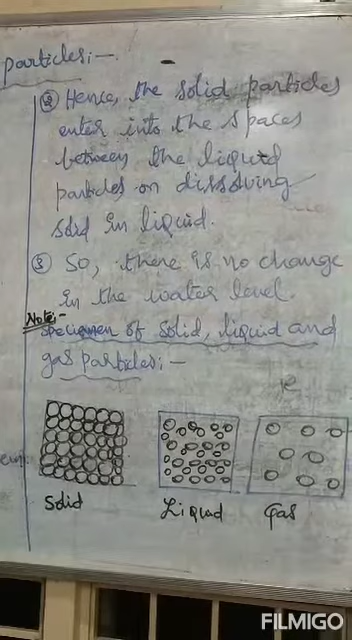 particles:-
② Hence, the solid particles
enter into the spaces
between the liquid
particles on dissolving
solid in liquid.
③ So, there is no change
in the water level.
Note:-
specimen of solid, liquid and
gas particles:-
Solid Liquid Gas
FILMIGO